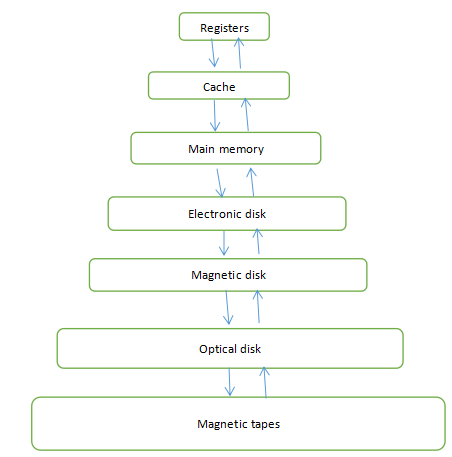 Registers
Cache
Main memory
Electronic disk
Magnetic disk
Optical disk
Magnetic tapes